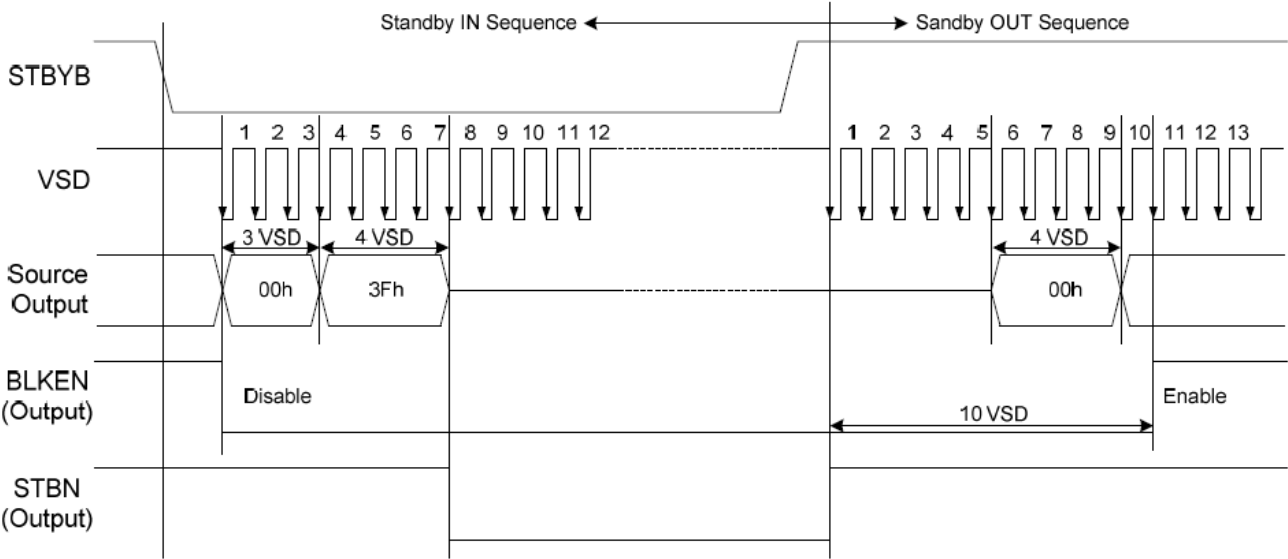 Standby IN Sequence
Sandby OUT Sequence
STBYB
1 2 3 4 5 6 7 8 9 10 11 12
1 2 3 4 5 6 7 8 9 10 11 12 13
VSD
3 VSD
4 VSD
4 VSD
Source
Output
00h
3Fh
00h
BLKEN
(Output)
Disable
10 VSD
Enable
STBN
(Output)